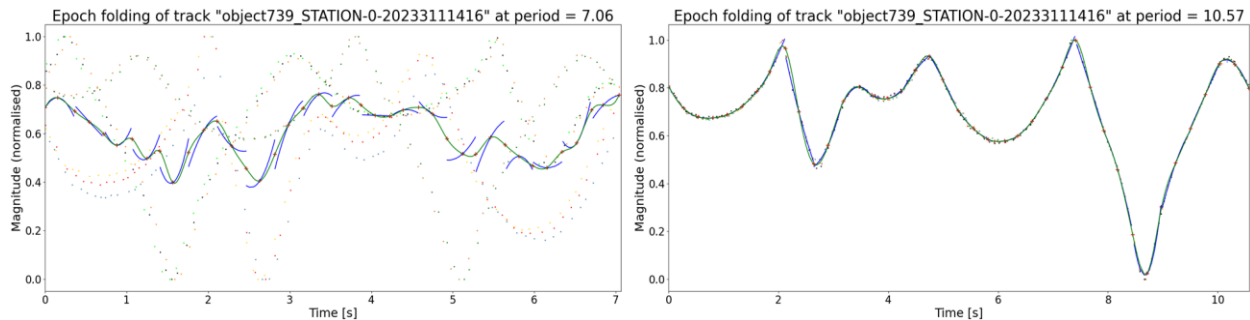 Epoch folding of track "object739_STATION-0-20233111416" at period = 7.06
1.0
0.8
0.6
0.4
0.2
0.0
Magnitude (normalised)
0 1 2 3 4 5 6 7
Time [s]
Epoch folding of track "object739_STATION-0-20233111416" at period = 10.57
1.0
0.8
0.6
0.4
0.2
0.0
Magnitude (normalised)
0 2 4 6 8 10
Time [s]